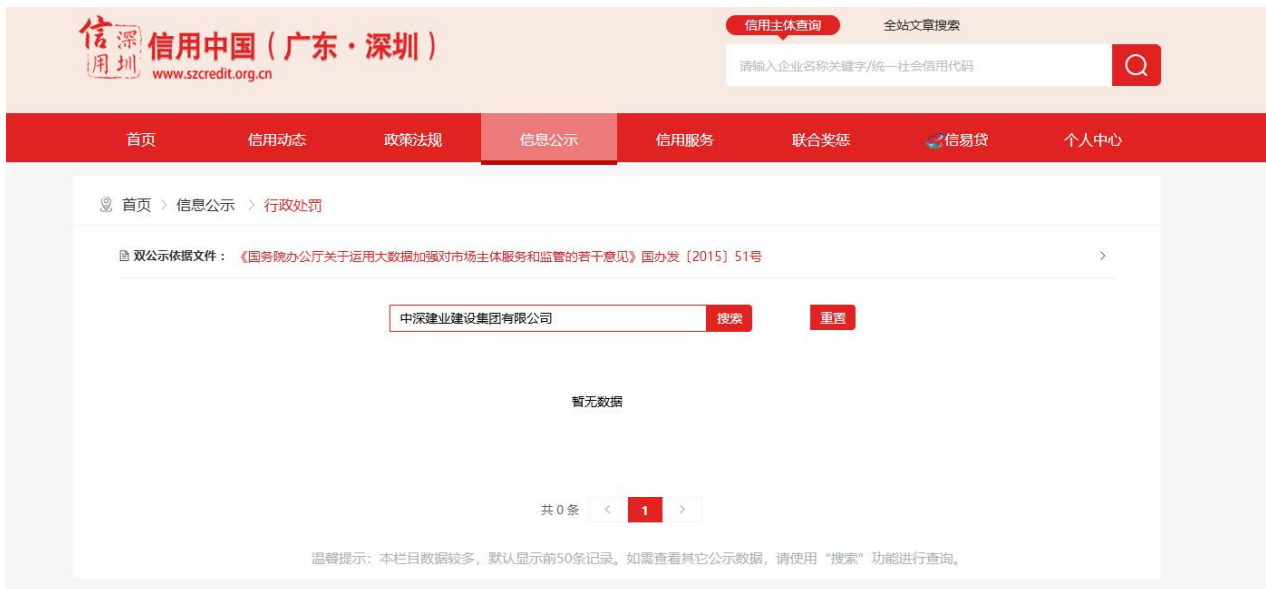 信用
深圳
信用中国（广东·深圳）
www.szcredit.org.cn
信用主体查询 全站文章搜索
请输入企业名称关键字/统一社会信用代码
首页 信用动态 政策法规 信息公示 信用服务 联合奖惩 信易贷 个人中心
首页 > 信息公示 > 行政处罚
双公示依据文件： 《国务院办公厅关于运用大数据加强对市场主体服务和监管的若干意见》国办发〔2015〕51号 >
中深建业建设集团有限公司 搜索 重置
暂无数据
共 0 条 < 1 >
温馨提示：本栏目数据较多，默认显示前50条记录。如需查看其它公示数据，请使用“搜索”功能进行查询。